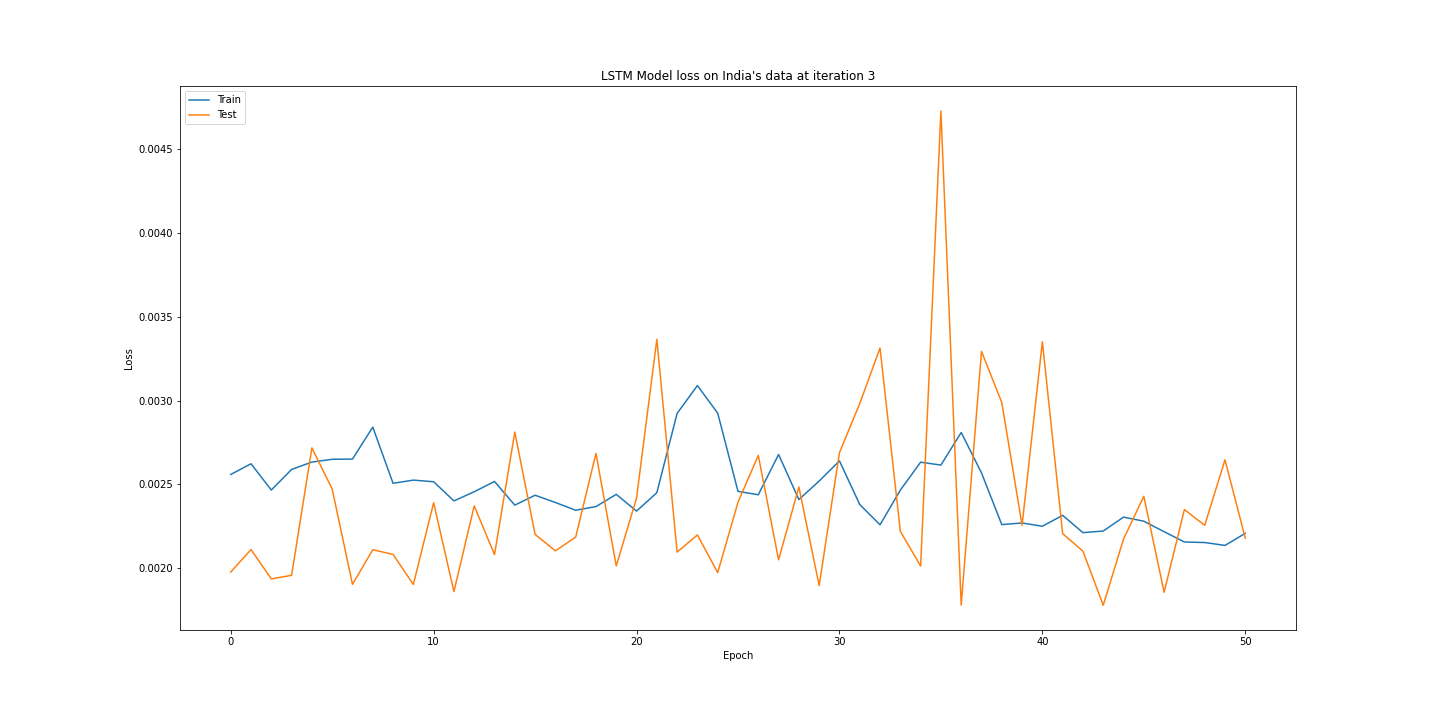 LSTM Model loss on India's data at iteration 3
Train
Test
0.0045
0.0040
0.0035
0.0030
0.0025
0.0020
Loss
0 10 20 30 40 50
Epoch